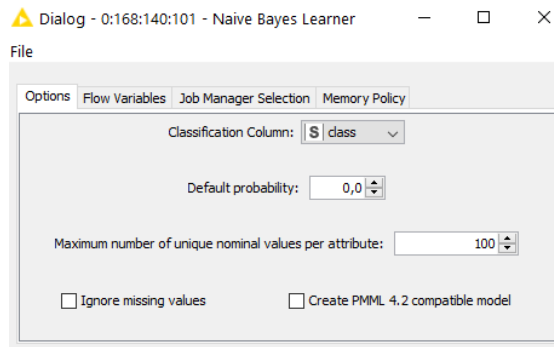 Dialog - 0:168:140:101 - Naive Bayes Learner
File
Options Flow Variables Job Manager Selection Memory Policy
Classification Column: S class
Default probability: 0,0
Maximum number of unique nominal values per attribute: 100
Ignore missing values Create PMML 4.2 compatible model